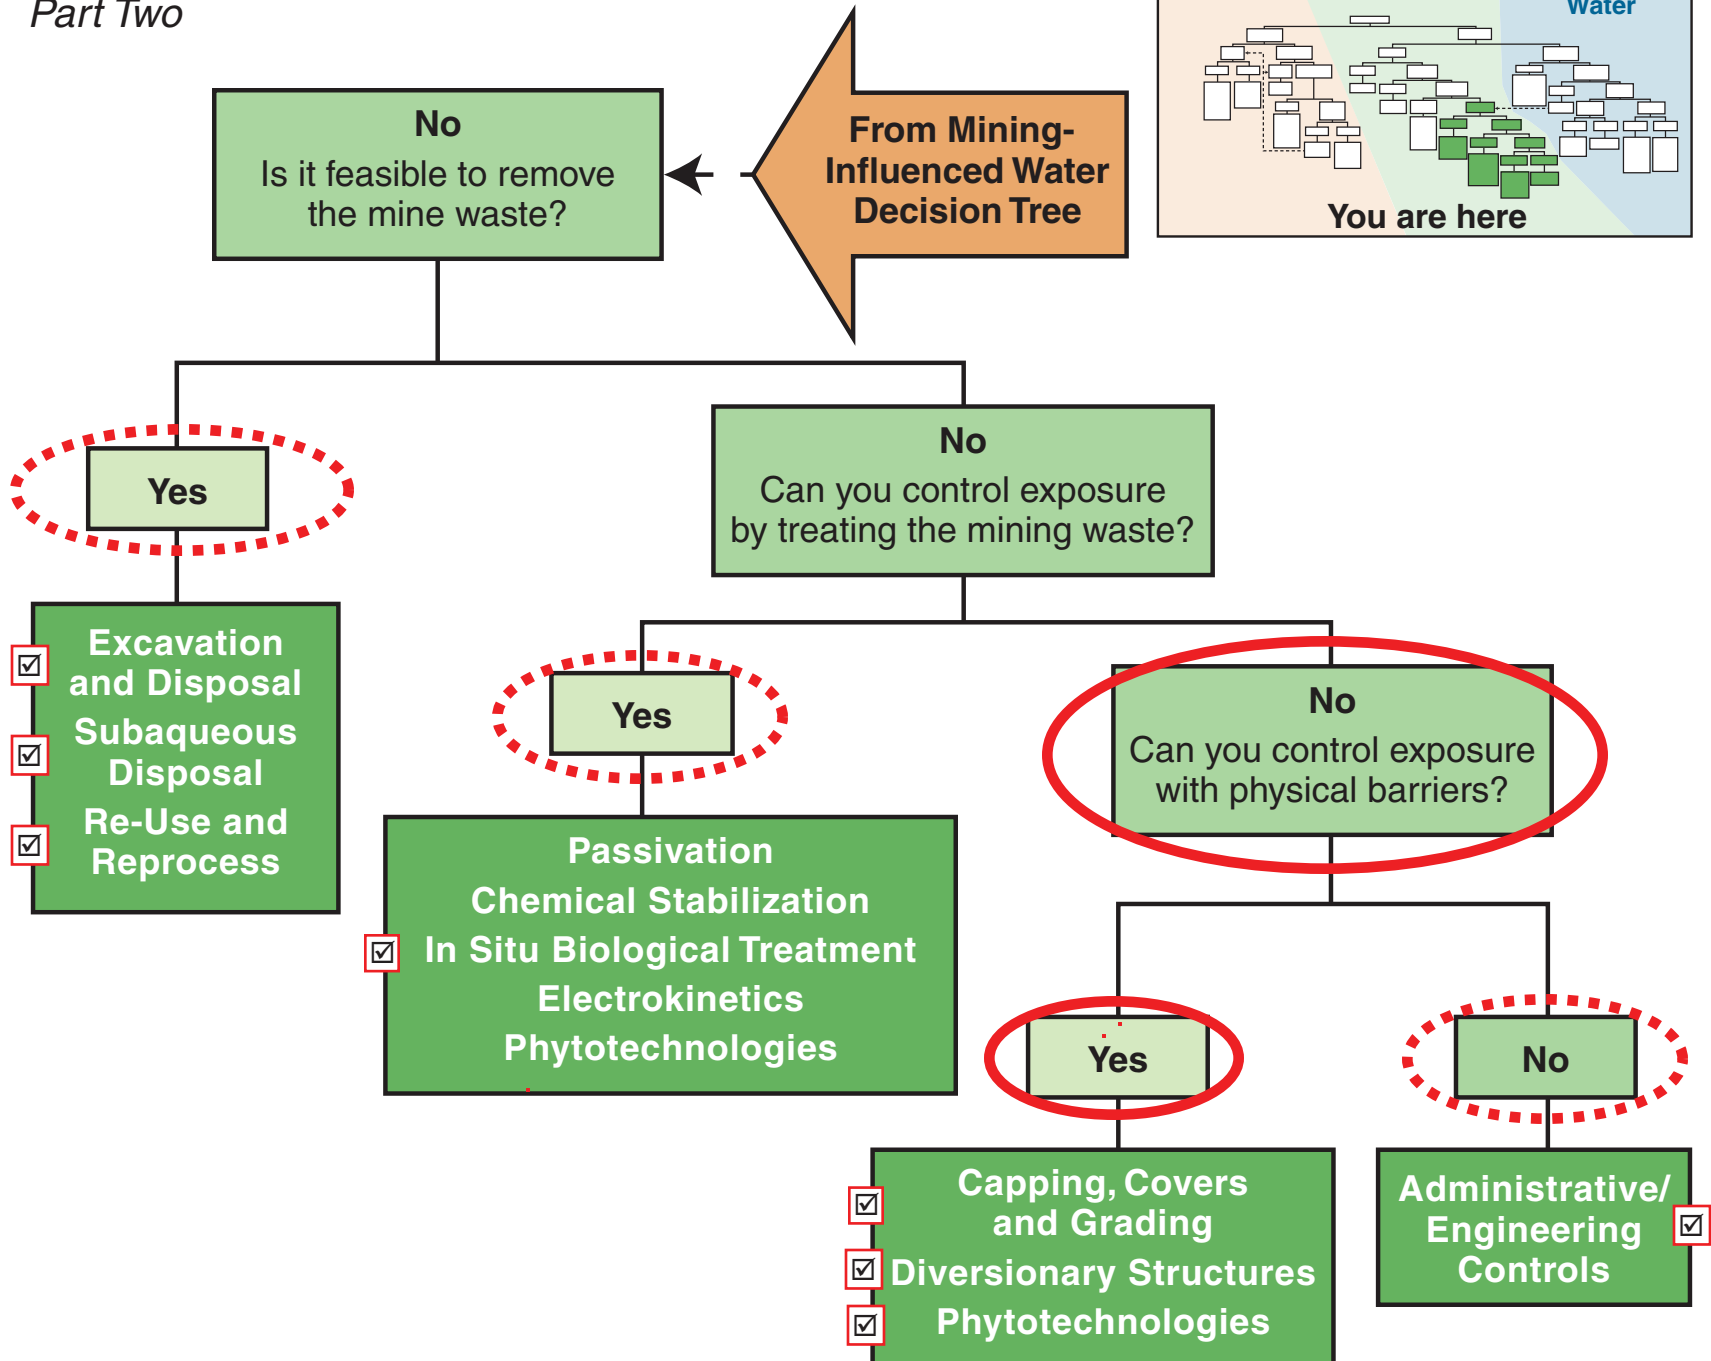 Part Two
Water
You are here
From Mining-
Influenced Water
Decision Tree
No
Is it feasible to remove
the mine waste?
Yes
Excavation
and Disposal
Subaqueous
Disposal
Re-Use and
Reprocess
No
Can you control exposure
by treating the mining waste?
Yes
Passivation
Chemical Stabilization
In Situ Biological Treatment
Electrokinetics
Phytotechnologies
No
Can you control exposure
with physical barriers?
Yes
Capping, Covers
and Grading
Diversionary Structures
Phytotechnologies
No
Administrative/
Engineering
Controls